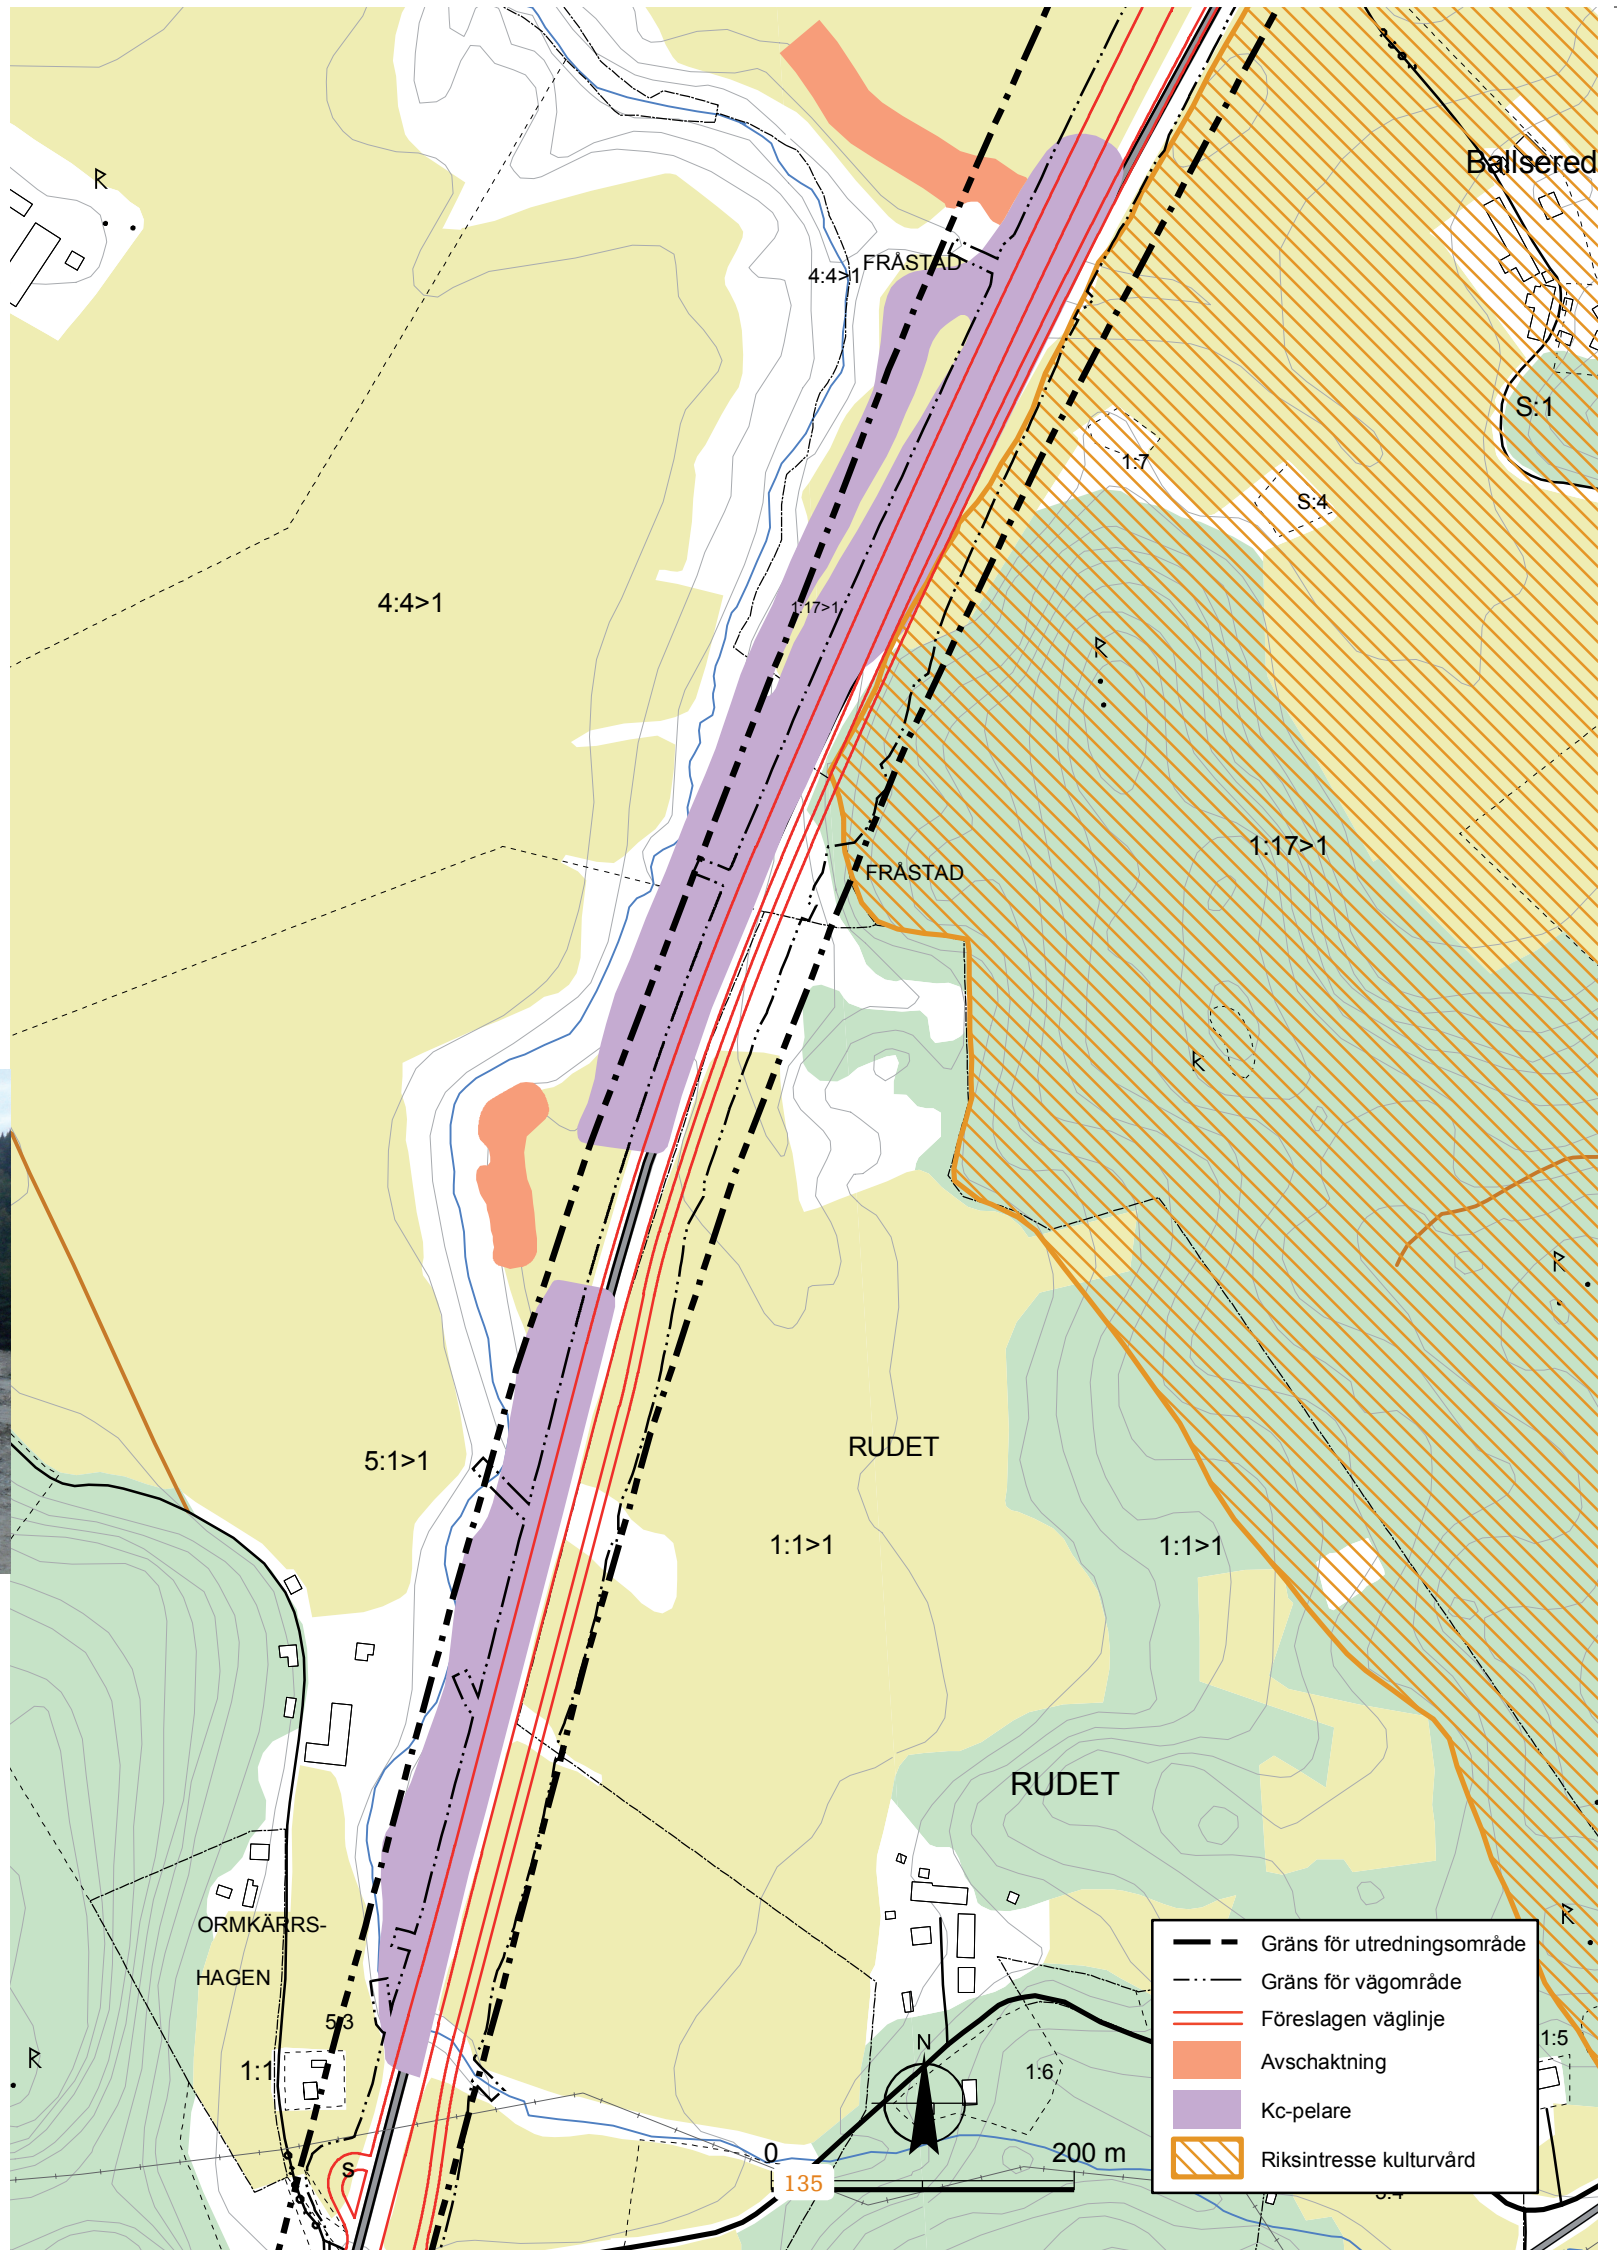 Ballsered
FRÅSTAD
4:4>1
S:1
1:7
S:4
4:4>1
1:17>1
1:17>1
FRÅSTAD
RUDET
5:1>1
1:1>1
1:1>1
RUDET
ORMKÄRRS-
HAGEN
5:3
1:1
1:6
1:5
N
S
0
200 m
135
Gräns för utredningsområde
Gräns för vägområde
Föreslagen väglinje
Avschaktning
Kc-pelare
Riksintresse kulturvård